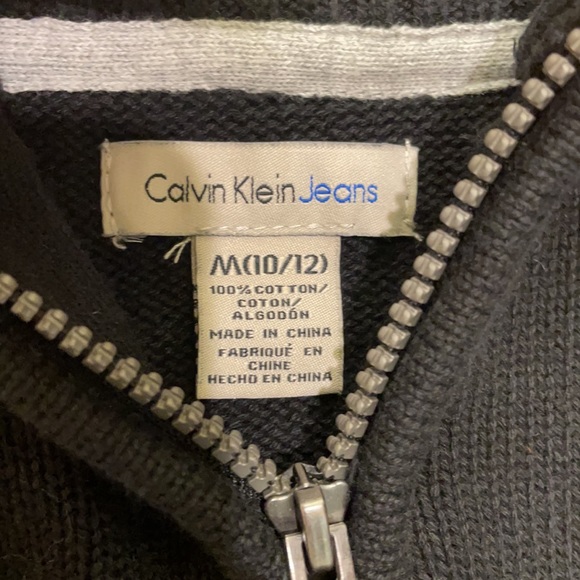 Calvin Klein Jeans
M(10/12)
100% COTTON/
COTON/
ALGODÓN
MADE IN CHINA
FABRIQUÉ EN
CHINE
HECHO EN CHINA